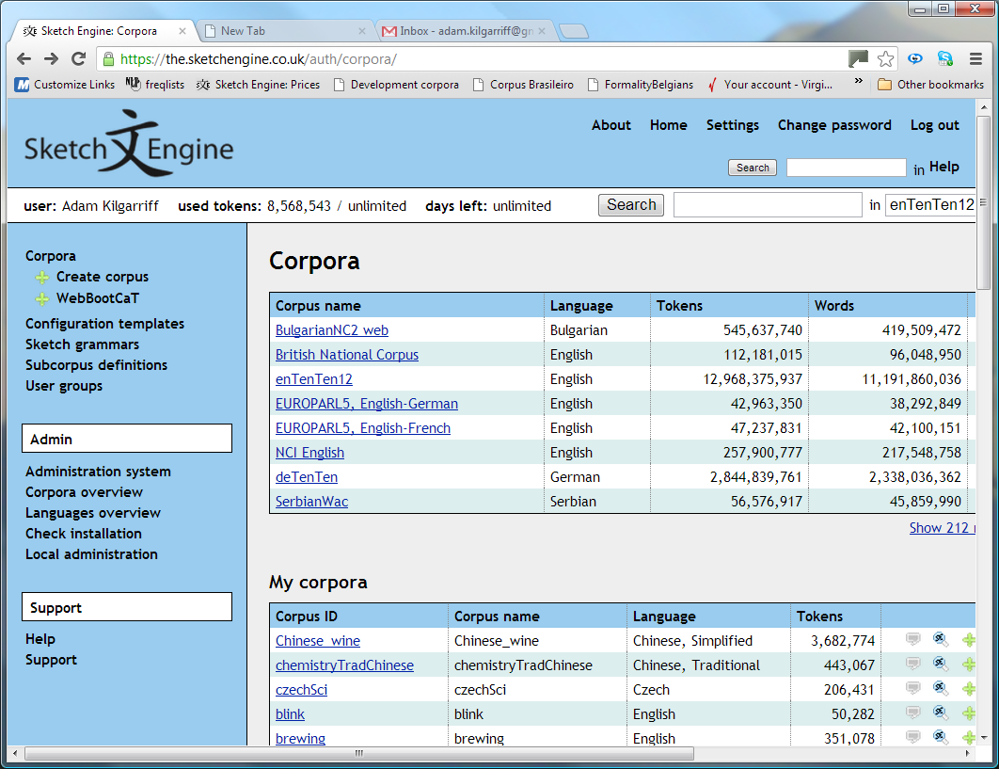 Sketch Engine: Corpora
New Tab
Inbox - adam.kilgarriff@gm
https://the.sketchengine.co.uk/auth/corpora/
Customize Links freqlists Sketch Engine: Prices Development corpora Corpus Brasileiro FormalityBelgians Your account - Virgi... » Other bookmarks
Sketch 文 Engine
About Home Settings Change password Log out
Search in Help
user: Adam Kilgarriff used tokens: 8,568,543 / unlimited days left: unlimited Search in enTenTen12
Corpora
Create corpus
WebBootCaT
Configuration templates
Sketch grammars
Subcorpus definitions
User groups
Admin
Administration system
Corpora overview
Languages overview
Check installation
Local administration
Support
Help
Support
Corpora
Corpus name Language Tokens Words
BulgarianNC2 web Bulgarian 545,637,740 419,509,472
British National Corpus English 112,181,015 96,048,950
enTenTen12 English 12,968,375,937 11,191,860,036
EUROPARL5, English-German English 42,963,350 38,292,849
EUROPARL5, English-French English 47,237,831 42,100,151
NCI English English 257,900,777 217,548,758
deTenTen German 2,844,839,761 2,338,036,362
SerbianWac Serbian 56,576,917 45,859,990
Show 212
My corpora
Corpus ID Corpus name Language Tokens
Chinese_wine Chinese_wine Chinese, Simplified 3,682,774
chemistryTradChinese chemistryTradChinese Chinese, Traditional 443,067
czechSci czechSci Czech 206,431
blink blink English 50,282
brewing brewing English 351,078